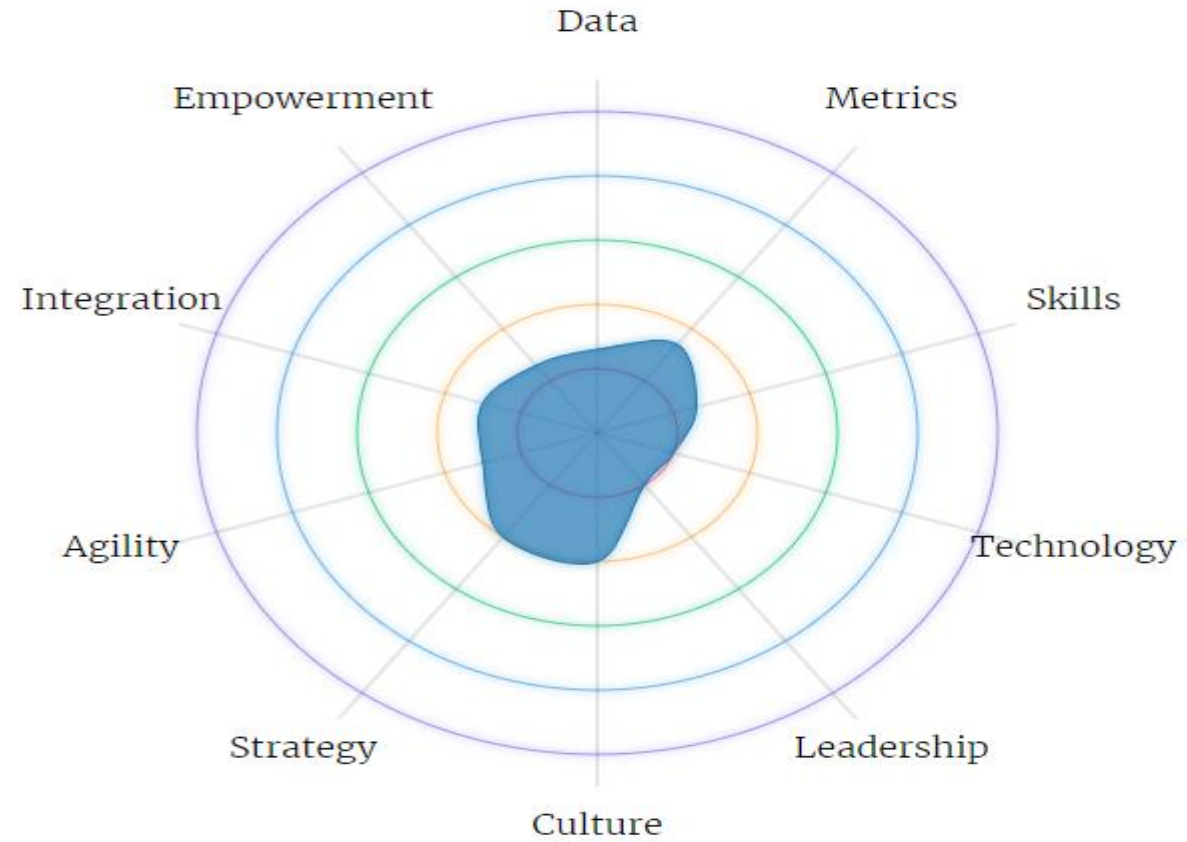 Data
Empowerment
Metrics
Integration
Skills
Agility
Technology
Strategy
Leadership
Culture